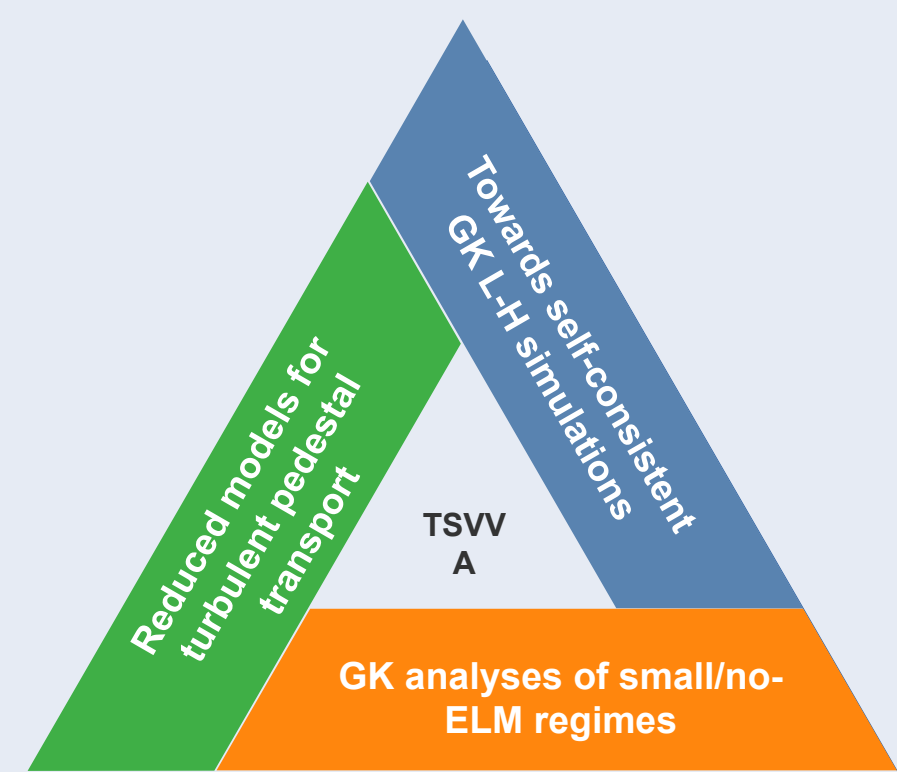 Towards self-consistent
GK L-H simulations
Reduced models for
turbulent pedestal
transport
TSVV
A
GK analyses of small/no-
ELM regimes